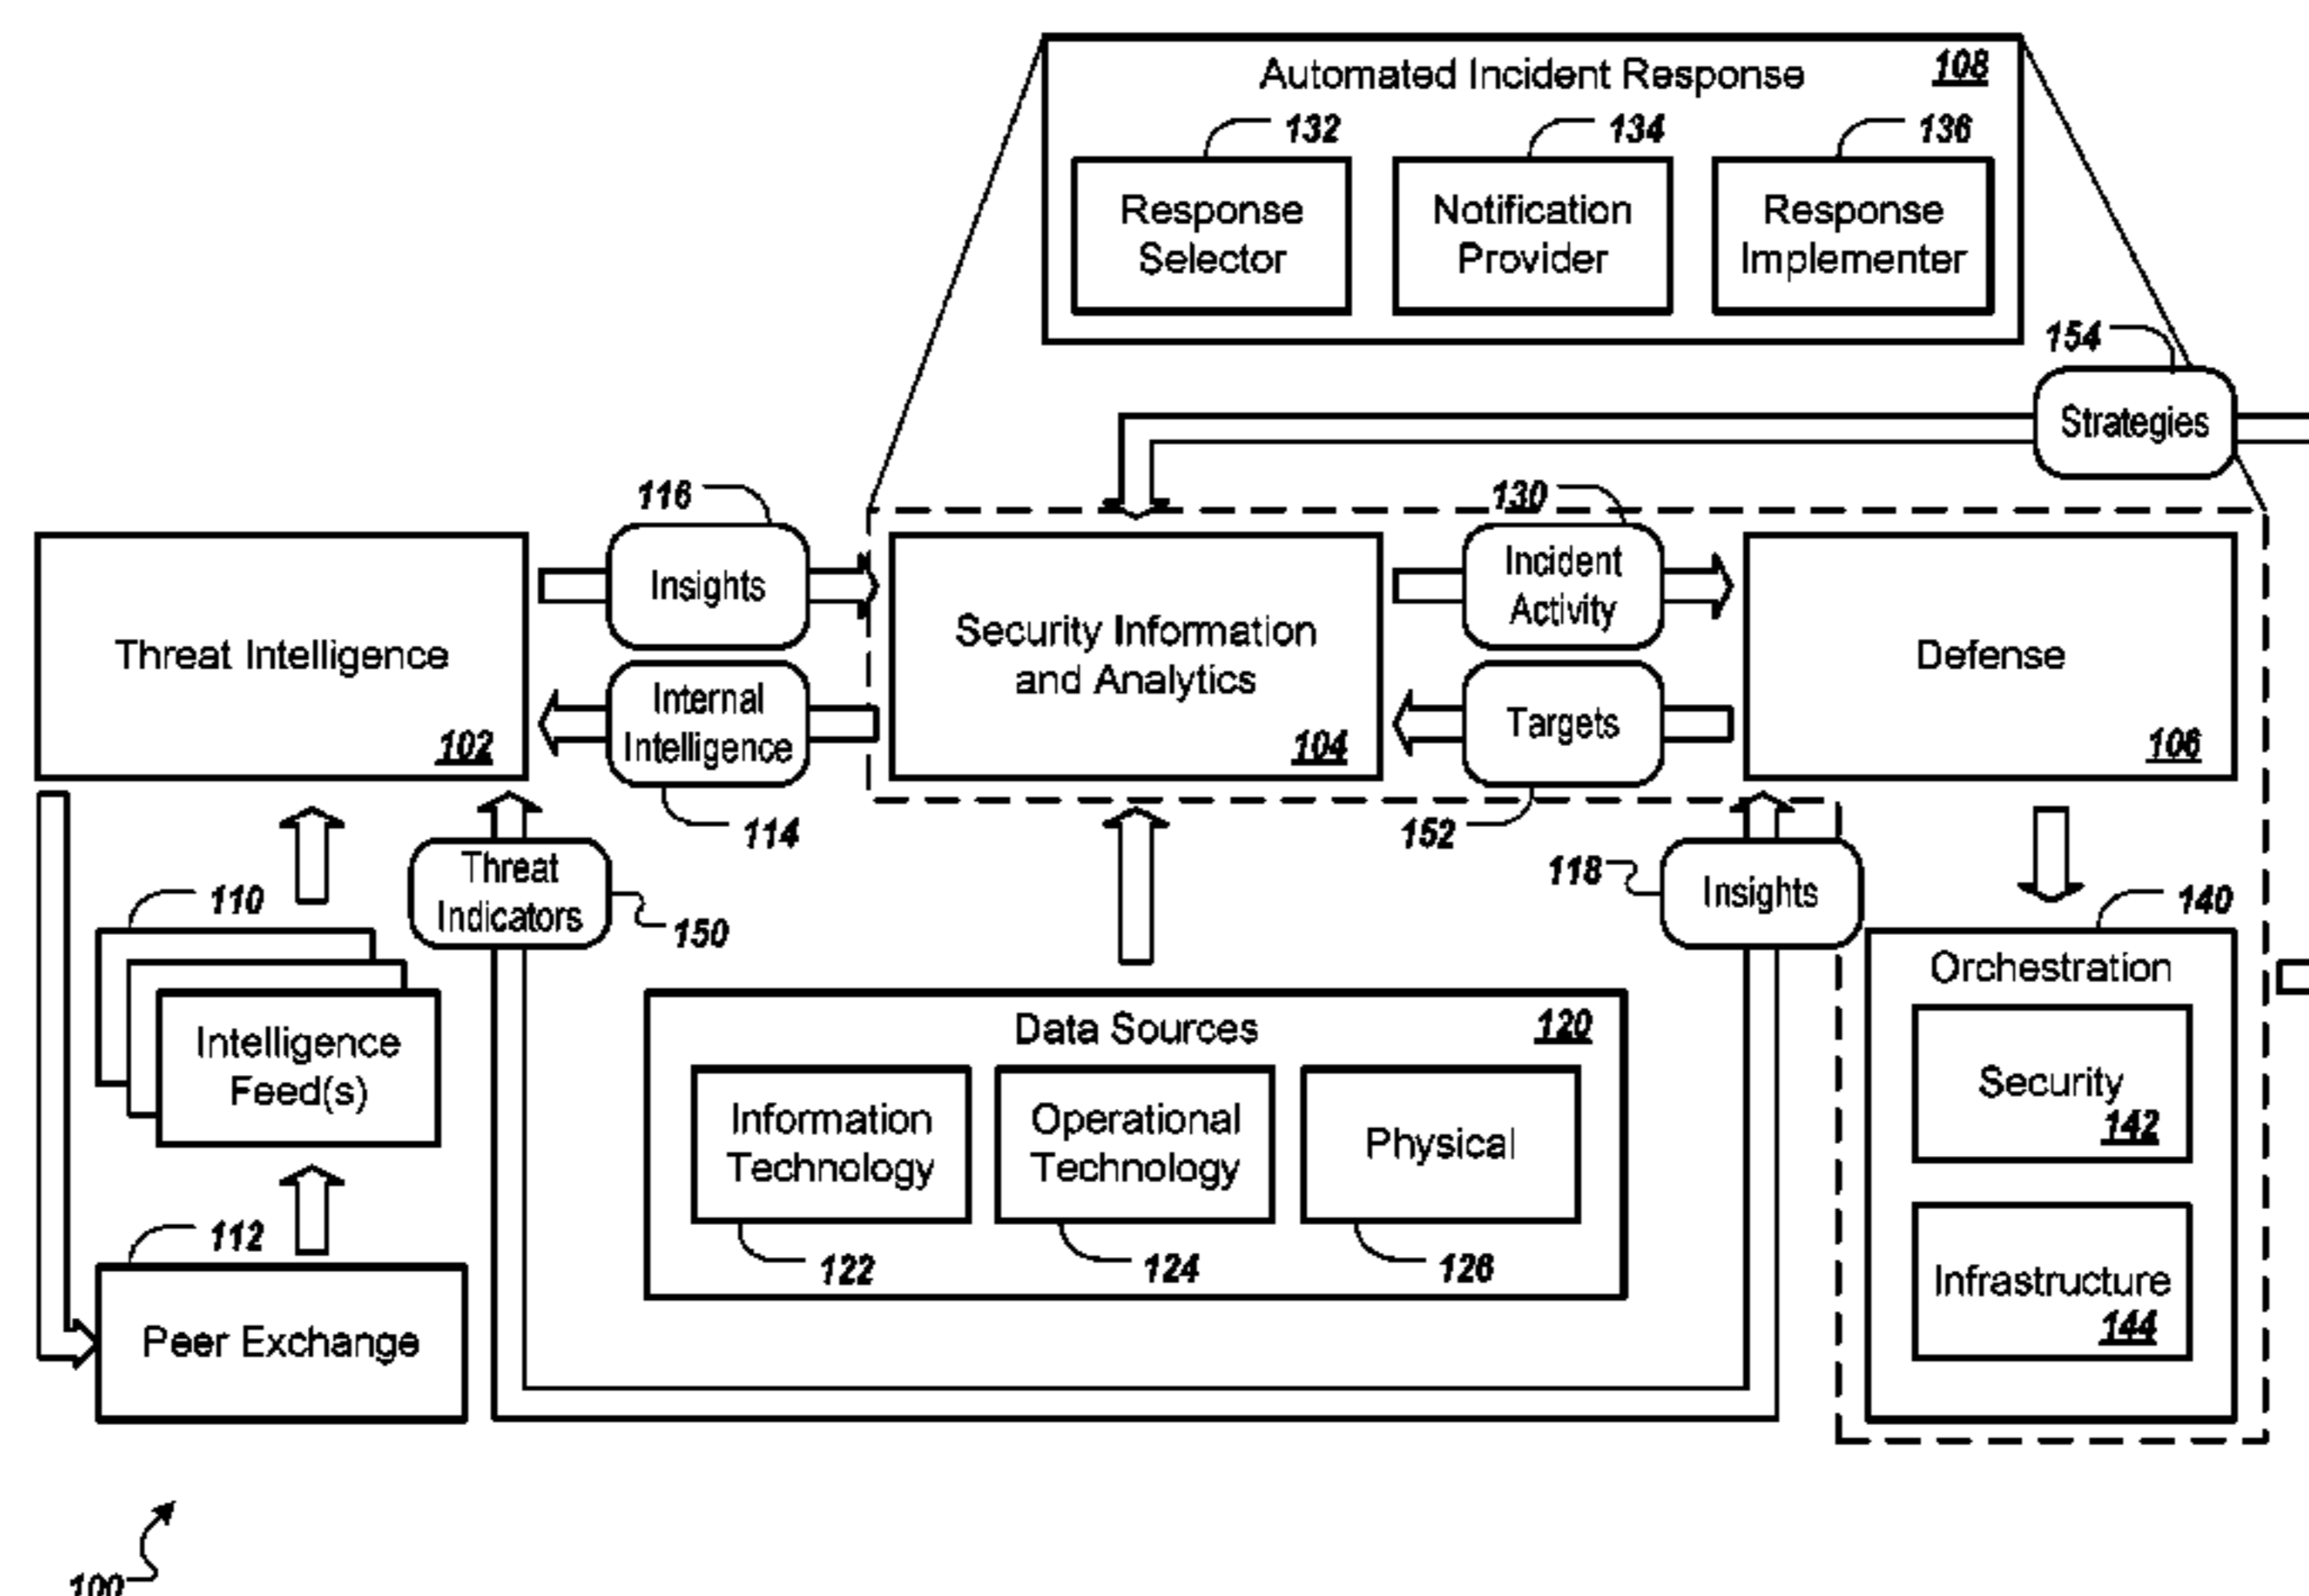 Automated Incident Response 108
132 134 136
Response
Selector
Notification
Provider
Response
Implementer
154
Strategies
116
Insights
130
Incident
Activity
Threat Intelligence
102
Internal
Intelligence
114
Security Information
and Analytics
104
Targets
152
Defense
106
110
Intelligence
Feed(s)
Threat
Indicators
150
118
Insights
140
Orchestration
Security
142
Infrastructure
144
Data Sources 120
Information
Technology
122
Operational
Technology
124
Physical
126
112
Peer Exchange
100